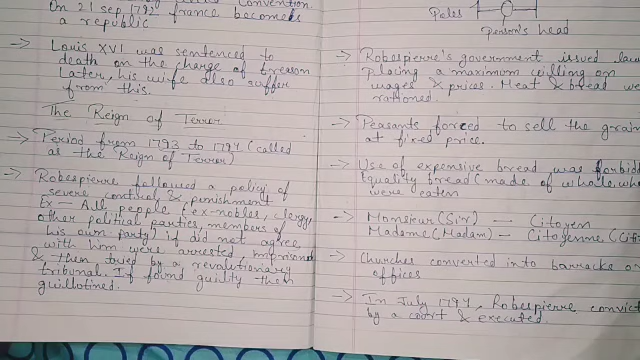 Convention
On 21 sep 1792 france becomes
a republic
-> Louis XVI was sentenced to
death on the charge of treason
Later, his wife also suffer
from this.
The Reign of Terror
-> Period from 1793 to 1794 (called
as the Reign of Terror)
-> Robespierre followed a policy of
severe control & punishment
Ex - All people (ex-nobles, clergy,
other political parties, members of
his own party) if did not agree
with him were arrested, imprisond
& then tried by a revolutionary
tribunal. If found guilty then
guillotined.
Poles
Person's head
-> Robespierre's government issued law
placing a maximum ceiling on
wages & prices. Meat & bread we
rationed.
-> Peasants forced to sell the grain
at fixed price.
-> Use of expensive bread was forbid
Equality bread (made of whole wh
were eaten
-> Monsieur (Sir) — Citoyen
Madame (Madam) — Citoyenne (Citi
-> Churches converted into barracks or
offices
-> In July 1794, Robespierre convict
by a court & executed.